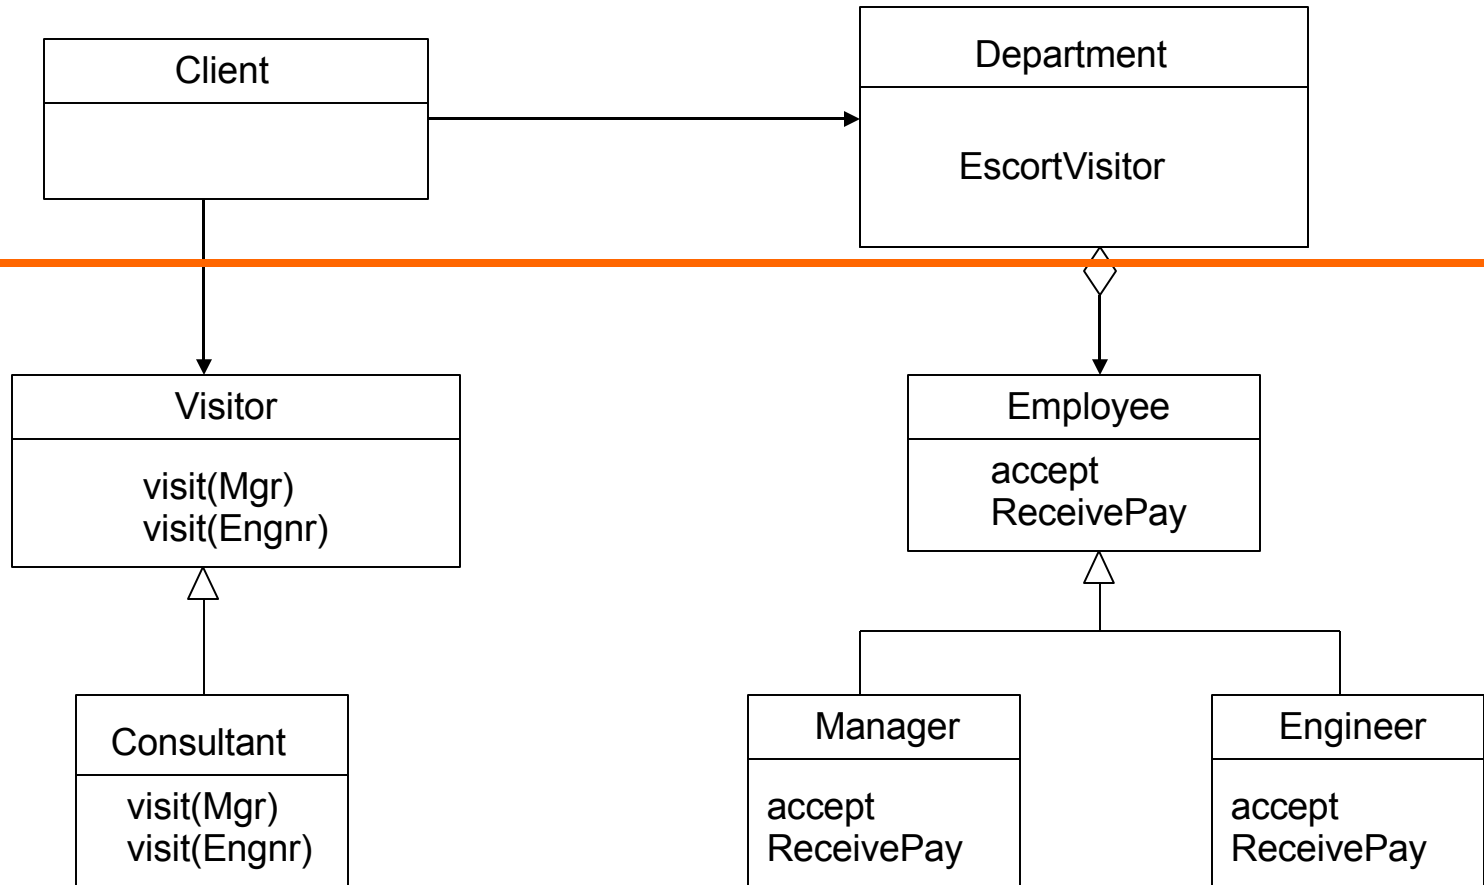 Client
Department
EscortVisitor
Visitor
visit(Mgr)
visit(Engnr)
Employee
accept
ReceivePay
Consultant
visit(Mgr)
visit(Engnr)
Manager
accept
ReceivePay
Engineer
accept
ReceivePay